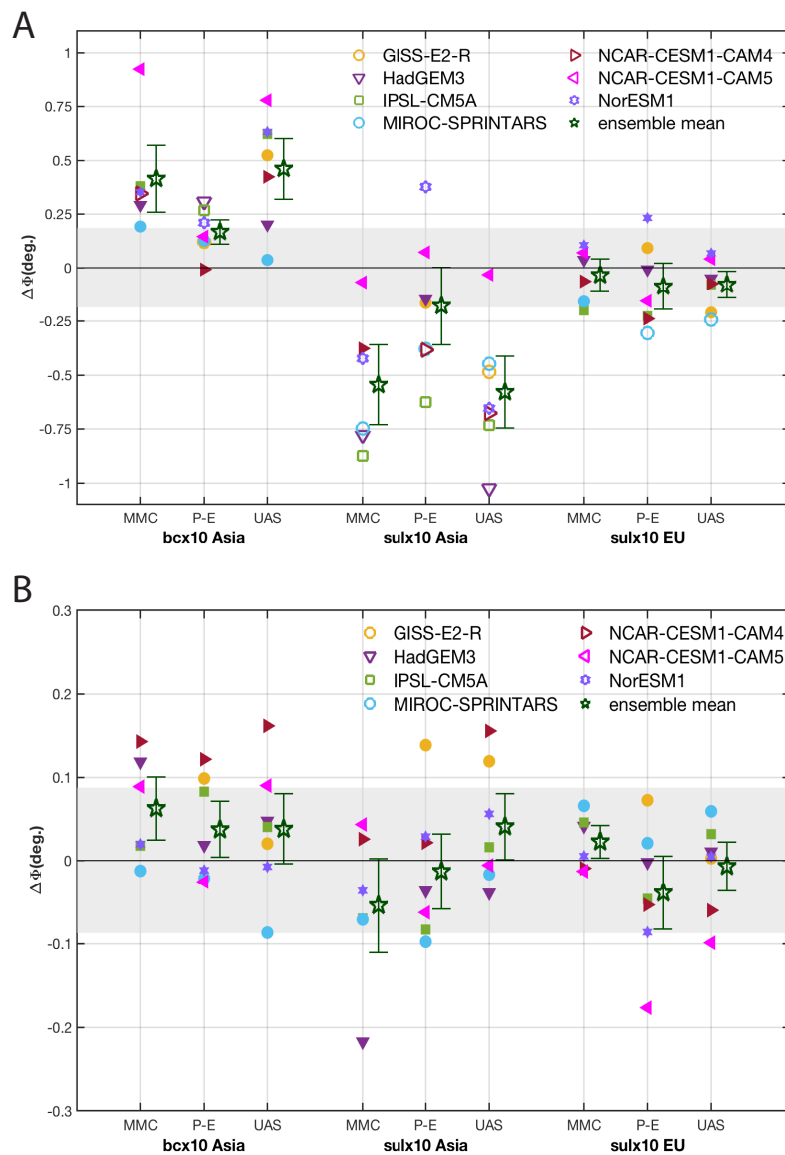 A
1
0.75
0.5
0.25
0
-0.25
-0.5
-0.75
-1
ΔΦ(deg.)
GISS-E2-R
HadGEM3
IPSL-CM5A
MIROC-SPRINTARS
NCAR-CESM1-CAM4
NCAR-CESM1-CAM5
NorESM1
ensemble mean
MMC P-E UAS MMC P-E UAS MMC P-E UAS
bcx10 Asia sulx10 Asia sulx10 EU
B
0.3
0.2
0.1
0
-0.1
-0.2
-0.3
ΔΦ(deg.)
GISS-E2-R
HadGEM3
IPSL-CM5A
MIROC-SPRINTARS
NCAR-CESM1-CAM4
NCAR-CESM1-CAM5
NorESM1
ensemble mean
MMC P-E UAS MMC P-E UAS MMC P-E UAS
bcx10 Asia sulx10 Asia sulx10 EU